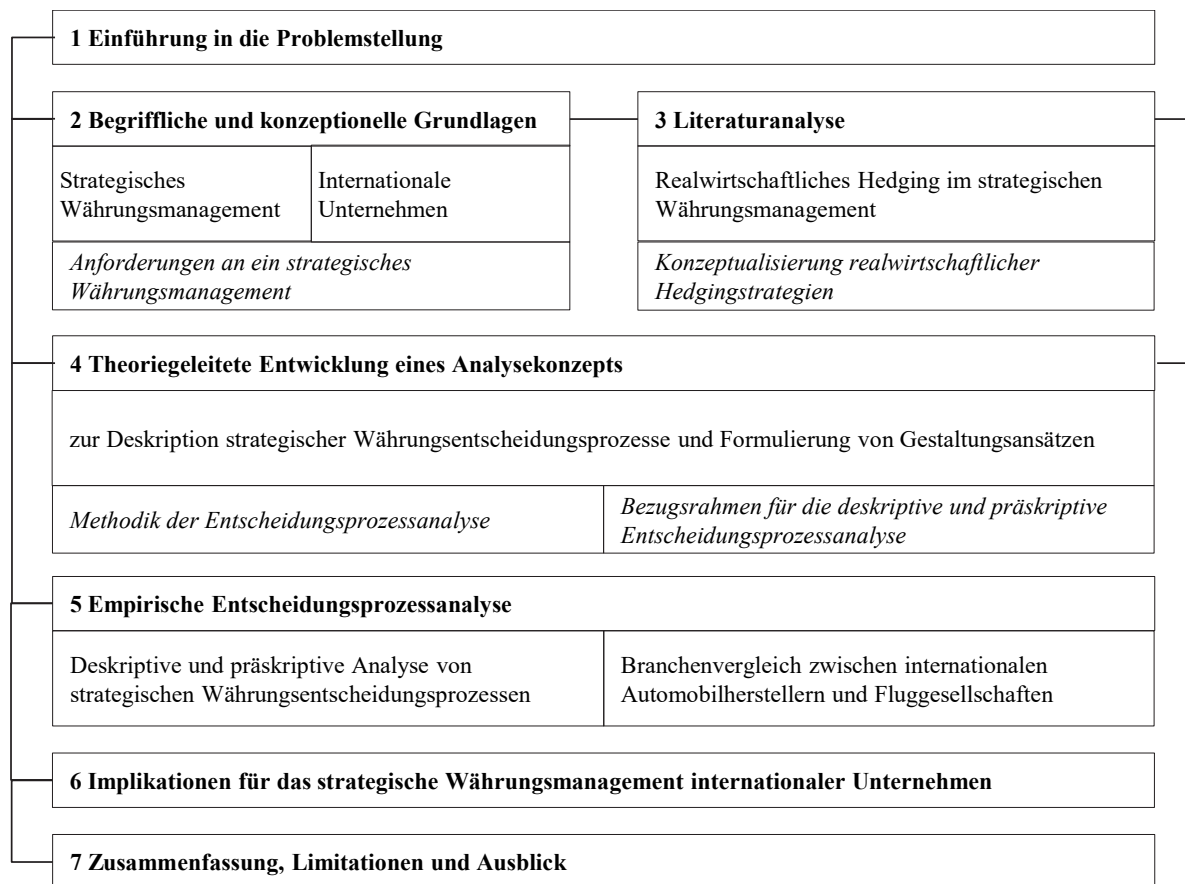 1 Einführung in die Problemstellung
2 Begriffliche und konzeptionelle Grundlagen
Strategisches
Währungsmanagement
Internationale
Unternehmen
Anforderungen an ein strategisches
Währungsmanagement
3 Literaturanalyse
Realwirtschaftliches Hedging im strategischen
Währungsmanagement
Konzeptualisierung realwirtschaftlicher
Hedgingstrategien
4 Theoriegeleitete Entwicklung eines Analysekonzepts
zur Deskription strategischer Währungsentscheidungsprozesse und Formulierung von Gestaltungsansätzen
Methodik der Entscheidungsprozessanalyse
Bezugsrahmen für die deskriptive und präskriptive
Entscheidungsprozessanalyse
5 Empirische Entscheidungsprozessanalyse
Deskriptive und präskriptive Analyse von
strategischen Währungsentscheidungsprozessen
Branchenvergleich zwischen internationalen
Automobilherstellern und Fluggesellschaften
6 Implikationen für das strategische Währungsmanagement internationaler Unternehmen
7 Zusammenfassung, Limitationen und Ausblick